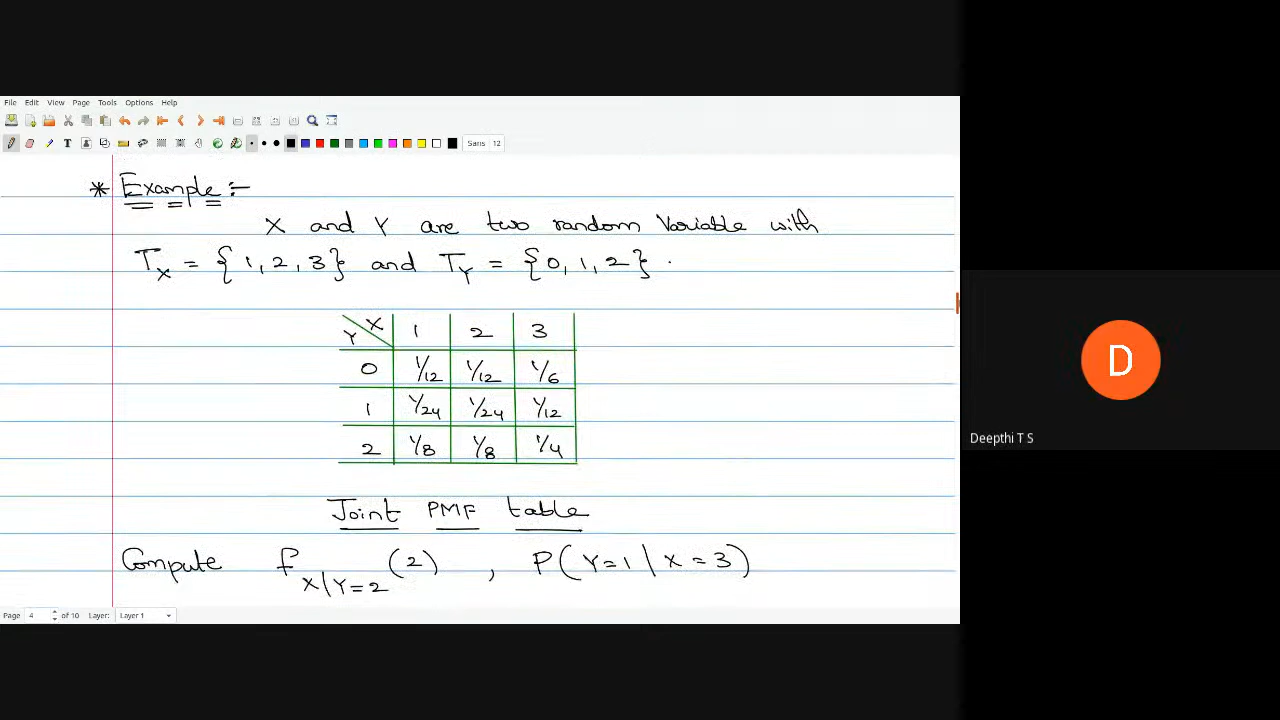 File Edit View Page Tools Options Help
Sans 12
* Example :-
X and Y are two random Variable with
T_X = {1, 2, 3} and T_Y = {0, 1, 2} .
Y X 1 2 3
0 1/12 1/12 1/6
1 1/24 1/24 1/12
2 1/8 1/8 1/4
Joint PMF table
Compute f_{X|Y=2} (2) , P(Y=1 | X=3)
Page 4 of 10 Layer: Layer 1
D
Deepthi T S